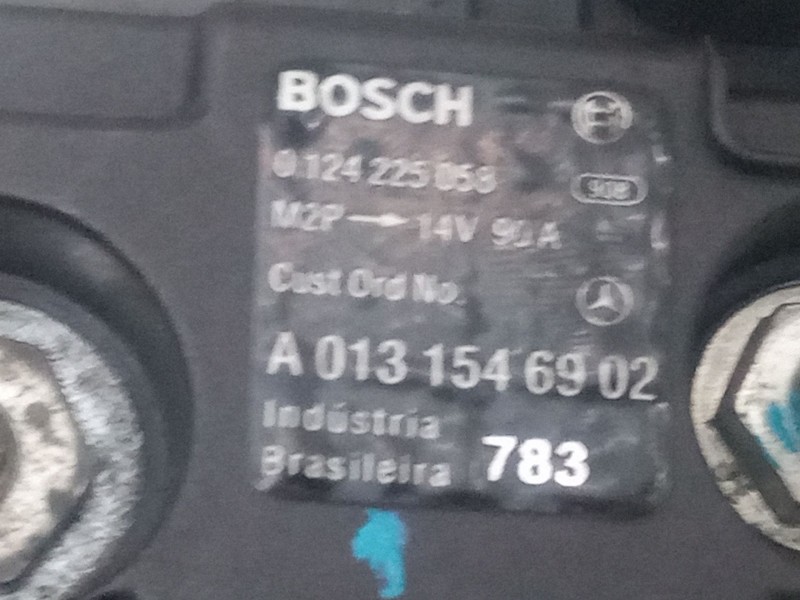 BOSCH
0 124 225 058
M2P → 14V 90A
Cust Ord No.
A 013 154 69 02
Indústria
Brasileira 783